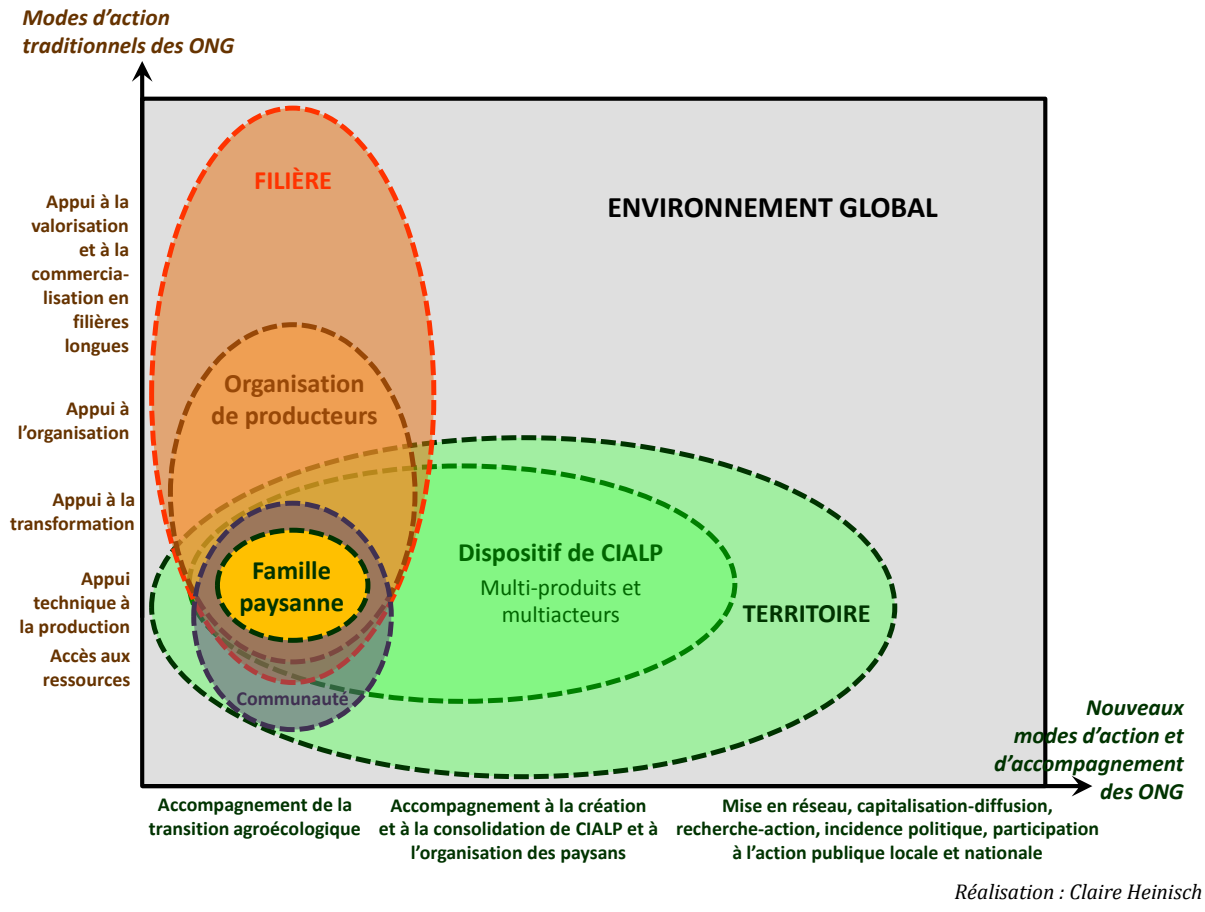 Modes d'action
traditionnels des ONG
FILIÈRE
ENVIRONNEMENT GLOBAL
Appui à la
valorisation
et à la
commercia-
lisation en
filières
longues
Organisation
de producteurs
Appui à
l'organisation
Appui à la
transformation
Dispositif de CIALP
Multi-produits et
multiacteurs
Famille
paysanne
TERRITOIRE
Appui
technique à
la production
Accès aux
ressources
Communauté
Nouveaux
modes d'action et
d'accompagnement
des ONG
Accompagnement de la
transition agroécologique
Accompagnement à la création
et à la consolidation de CIALP et à
l'organisation des paysans
Mise en réseau, capitalisation-diffusion,
recherche-action, incidence politique, participation
à l'action publique locale et nationale
Réalisation : Claire Heinisch